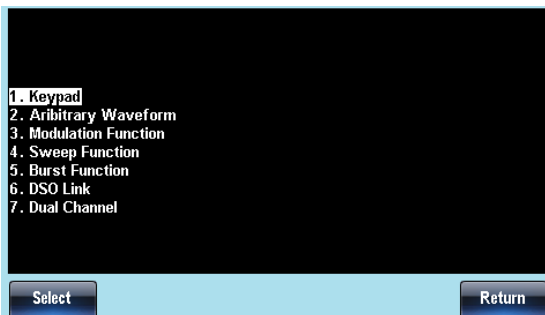 1. Keypad
2. Aribitrary Waveform
3. Modulation Function
4. Sweep Function
5. Burst Function
6. DSO Link
7. Dual Channel
Select Return